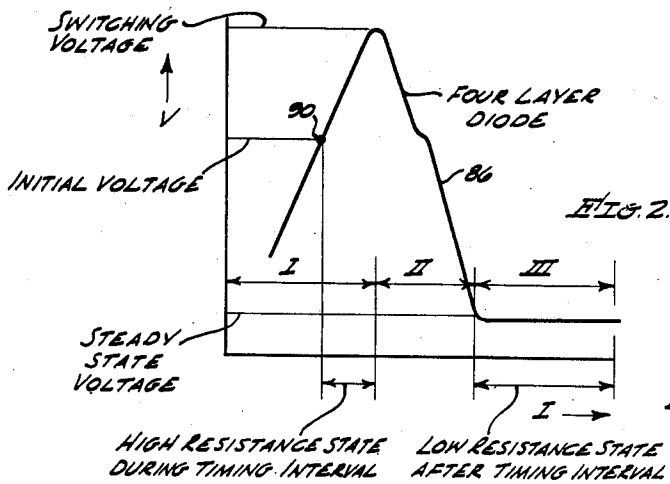 SWITCHING
VOLTAGE
V
90
FOUR LAYER
DIODE
INITIAL VOLTAGE
86
FIG. 2.
I
II
III
STEADY
STATE
VOLTAGE
I
HIGH RESISTANCE STATE
DURING TIMING INTERVAL
LOW RESISTANCE STATE
AFTER TIMING INTERVAL